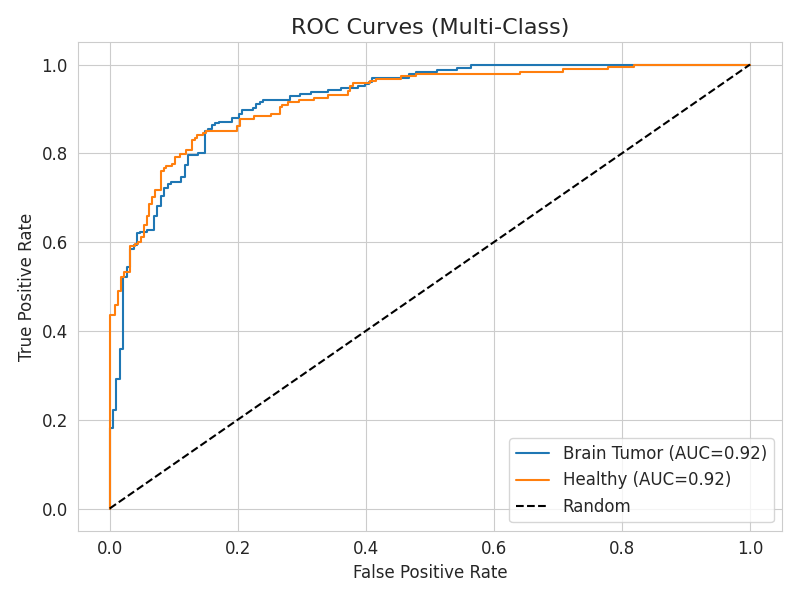 ROC Curves (Multi-Class)
True Positive Rate
1.0
0.8
0.6
0.4
0.2
0.0
Brain Tumor (AUC=0.92)
Healthy (AUC=0.92)
Random
0.0 0.2 0.4 0.6 0.8 1.0
False Positive Rate